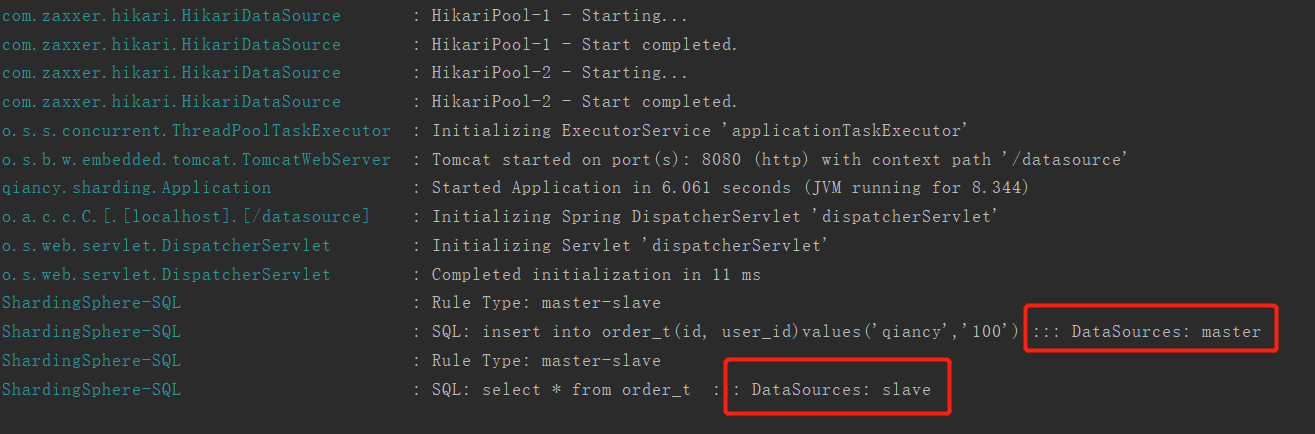 com.zaxxer.hikari.HikariDataSource : HikariPool-1 - Starting...
com.zaxxer.hikari.HikariDataSource : HikariPool-1 - Start completed.
com.zaxxer.hikari.HikariDataSource : HikariPool-2 - Starting...
com.zaxxer.hikari.HikariDataSource : HikariPool-2 - Start completed.
o.s.s.concurrent.ThreadPoolTaskExecutor : Initializing ExecutorService 'applicationTaskExecutor'
o.s.b.w.embedded.tomcat.TomcatWebServer : Tomcat started on port(s): 8080 (http) with context path '/datasource'
qiancy.sharding.Application : Started Application in 6.061 seconds (JVM running for 8.344)
o.a.c.c.C.[.[localhost].[/datasource] : Initializing Spring DispatcherServlet 'dispatcherServlet'
o.s.web.servlet.DispatcherServlet : Initializing Servlet 'dispatcherServlet'
o.s.web.servlet.DispatcherServlet : Completed initialization in 11 ms
ShardingSphere-SQL : Rule Type: master-slave
ShardingSphere-SQL : SQL: insert into order_t(id, user_id)values('qiancy','100') ::: DataSources: master
ShardingSphere-SQL : Rule Type: master-slave
ShardingSphere-SQL : SQL: select * from order_t ::: DataSources: slave